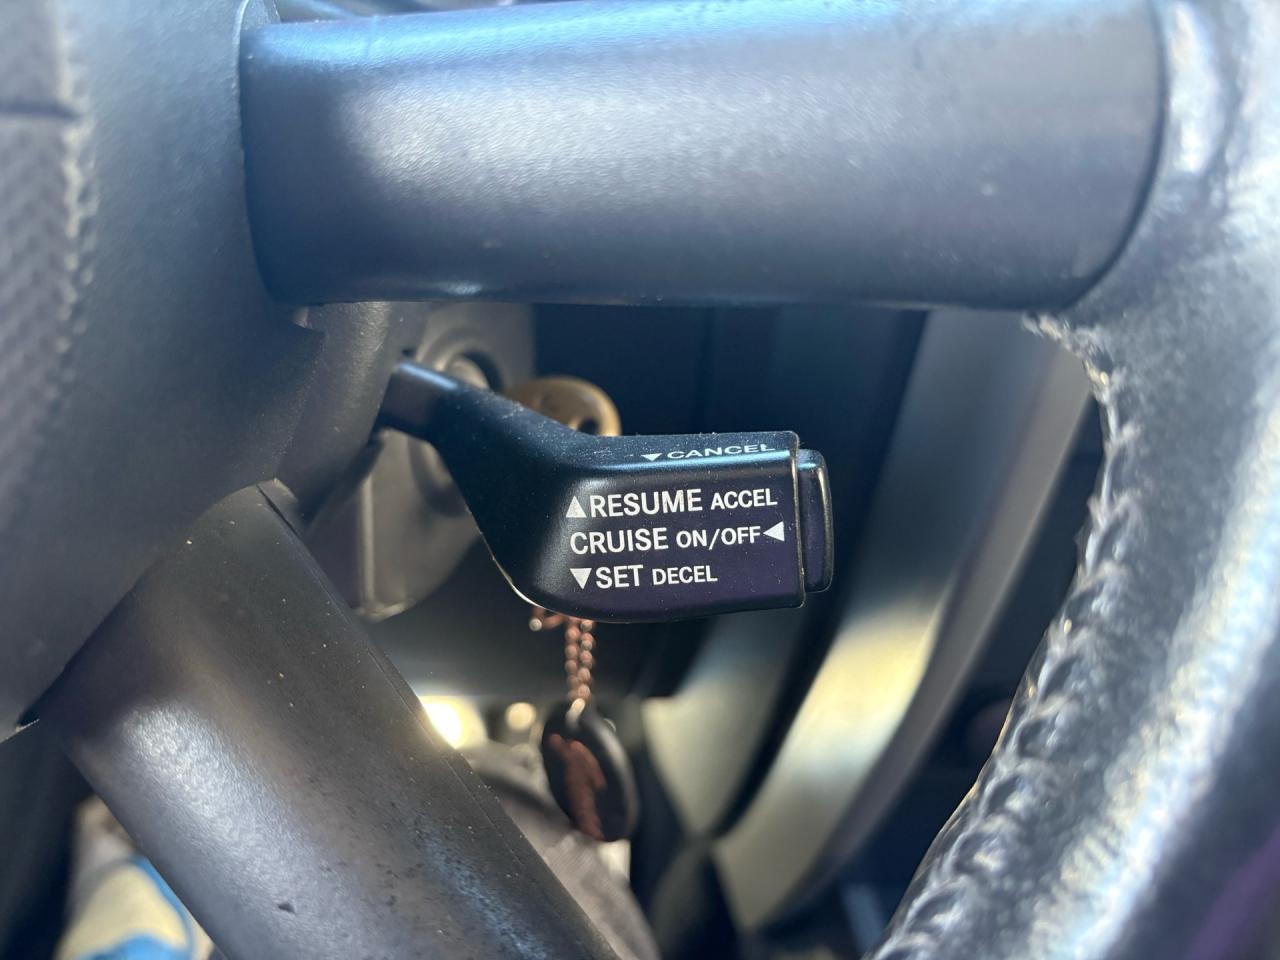 ▼CANCEL
▲RESUME ACCEL
CRUISE ON/OFF◀
▼SET DECEL